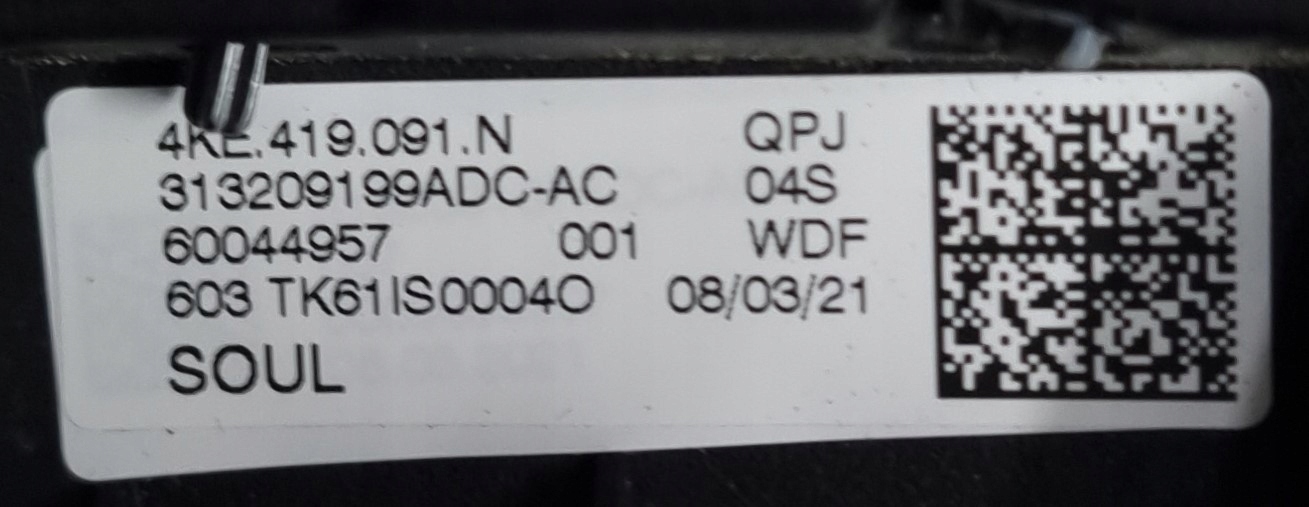 4KE.419.091.N QPJ
313209199ADC-AC 04S
60044957 001 WDF
603 TK61IS0004O 08/03/21
SOUL